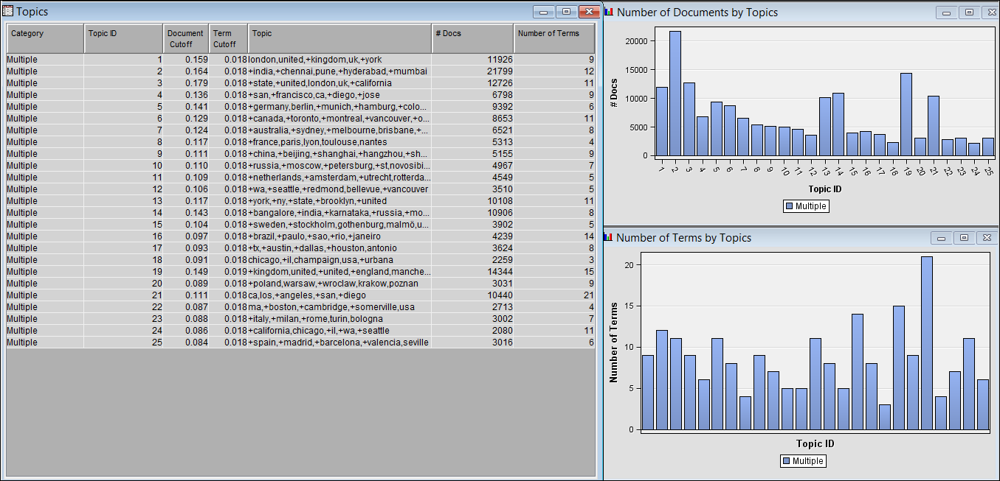 Topics
Category Topic ID Document Cutoff Term Cutoff Topic # Docs Number of Terms
Multiple 1 0.159 0.018 london,united,+kingdom,uk,+york 11926 9
Multiple 2 0.164 0.018 +india,+chennai,pune,+hyderabad,+mumbai 21799 12
Multiple 3 0.179 0.018 +state,+united,london,uk,+california 12726 11
Multiple 4 0.136 0.018 +san,+francisco,ca,+diego,+jose 6798 9
Multiple 5 0.141 0.018 +germany,berlin,+munich,+hamburg,+colo... 9392 6
Multiple 6 0.129 0.018 +canada,+toronto,+montreal,+vancouver,+o... 8653 11
Multiple 7 0.124 0.018 +australia,+sydney,+melbourne,brisbane,+... 6521 8
Multiple 8 0.117 0.018 +france,paris,lyon,toulouse,nantes 5313 4
Multiple 9 0.111 0.018 +china,+beijing,+shanghai,+hangzhou,+sh... 5155 9
Multiple 10 0.110 0.018 +russia,+moscow,+petersburg,+st,novosibi... 4967 7
Multiple 11 0.109 0.018 +netherlands,+amsterdam,+utrecht,rotterda... 4549 5
Multiple 12 0.106 0.018 +wa,+seattle,+redmond,bellevue,+vancouver 3510 5
Multiple 13 0.117 0.018 +york,+ny,+state,+brooklyn,+united 10108 11
Multiple 14 0.143 0.018 +bangalore,+india,+karnataka,+russia,+mo... 10906 8
Multiple 15 0.104 0.018 +sweden,+stockholm,gothenburg,malmö,u... 3902 5
Multiple 16 0.097 0.018 +brazil,+paulo,+sao,+rio,+janeiro 4239 14
Multiple 17 0.093 0.018 +tx,+austin,+dallas,+houston,antonio 3624 8
Multiple 18 0.091 0.018 chicago,+il,champaign,usa,+urbana 2259 3
Multiple 19 0.149 0.019 +kingdom,united,+united,+england,manche... 14344 15
Multiple 20 0.089 0.018 +poland,warsaw,+wroclaw,krakow,poznan 3031 9
Multiple 21 0.111 0.018 ca,los,+angeles,+san,+diego 10440 21
Multiple 22 0.087 0.018 ma,+boston,+cambridge,+somerville,usa 2713 4
Multiple 23 0.088 0.018 +italy,+milan,+rome,turin,bologna 3002 7
Multiple 24 0.086 0.018 +california,chicago,+il,+wa,+seattle 2080 11
Multiple 25 0.084 0.018 +spain,+madrid,+barcelona,+valencia,seville 3016 6
Number of Documents by Topics
# Docs
20000
15000
10000
5000
0
1 2 3 4 5 6 7 8 9 10 11 12 13 14 15 16 17 18 19 20 21 22 23 24 25
Topic ID
Multiple
Number of Terms by Topics
Number of Terms
20
15
10
5
0
Topic ID
Multiple